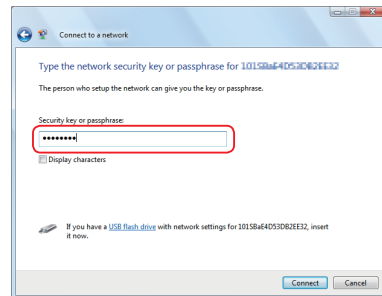 Connect to a network
Type the network security key or passphrase for
The person who setup the network can give you the key or passphrase.
Security key or passphrase:
••••••••
Display characters
If you have a USB flash drive with network settings for 101SBaE4D53DB2EE32, insert
it now.
Connect Cancel